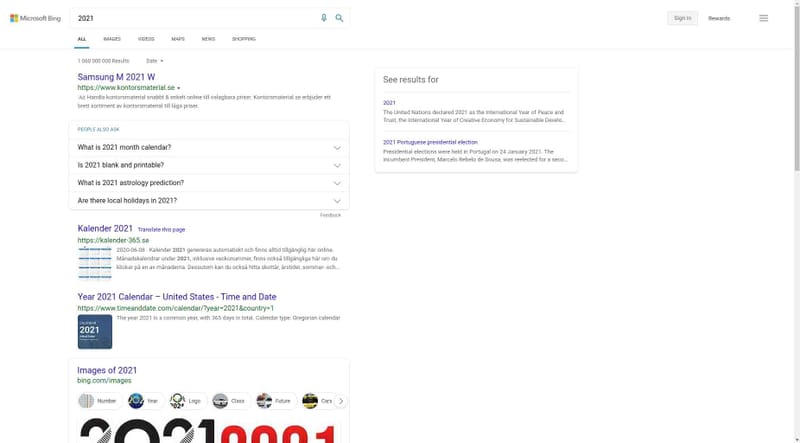 Microsoft Bing
2021
Sign in
Rewards
ALL
IMAGES
VIDEOS
MAPS
NEWS
SHOPPING
1 060 000 000 Results
Date
Samsung M 2021 W
https://www.kontorsmaterial.se
Ad Handla kontorsmaterial snabbt & enkelt online till oslagbara priser. Kontorsmaterial.se erbjuder ett
brett sortiment av kontorsmaterial till låga priser.
PEOPLE ALSO ASK
What is 2021 month calendar?
Is 2021 blank and printable?
What is 2021 astrology prediction?
Are there local holidays in 2021?
Feedback
Kalender 2021 Translate this page
https://kalender-365.se
2020-06-08 · Kalender 2021 genereras automatiskt och finns alltid tillgänglig här online.
Månadskalendrar under 2021, inklusive veckonummer, finns också tillgängliga här om du
klickar på en av månaderna. Dessutom kan du också hitta skottår, årstider, sommar- och...
Year 2021 Calendar – United States - Time and Date
https://www.timeanddate.com/calendar/?year=2021&country=1
2021
The year 2021 is a common year, with 365 days in total. Calendar type: Gregorian calendar
Images of 2021
bing.com/images
Number
Year
Logo
Class
Future
Cars
2021
2021
See results for
2021
The United Nations declared 2021 as the International Year of Peace and
Trust, the International Year of Creative Economy for Sustainable Develo...
2021 Portuguese presidential election
Presidential elections were held in Portugal on 24 January 2021. The
incumbent President, Marcelo Rebelo de Sousa, was reelected for a seco...